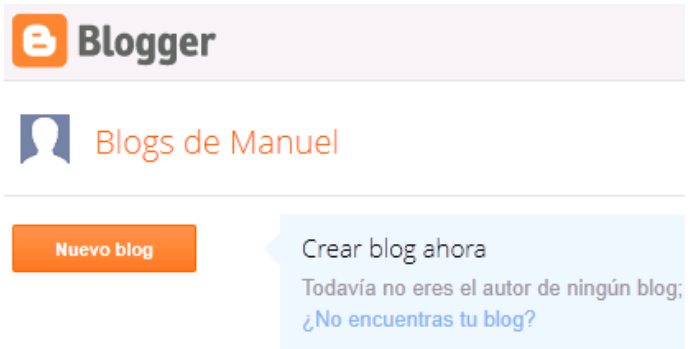 Blogger
Blogs de Manuel
Nuevo blog
Crear blog ahora
Todavía no eres el autor de ningún blog;
¿No encuentras tu blog?